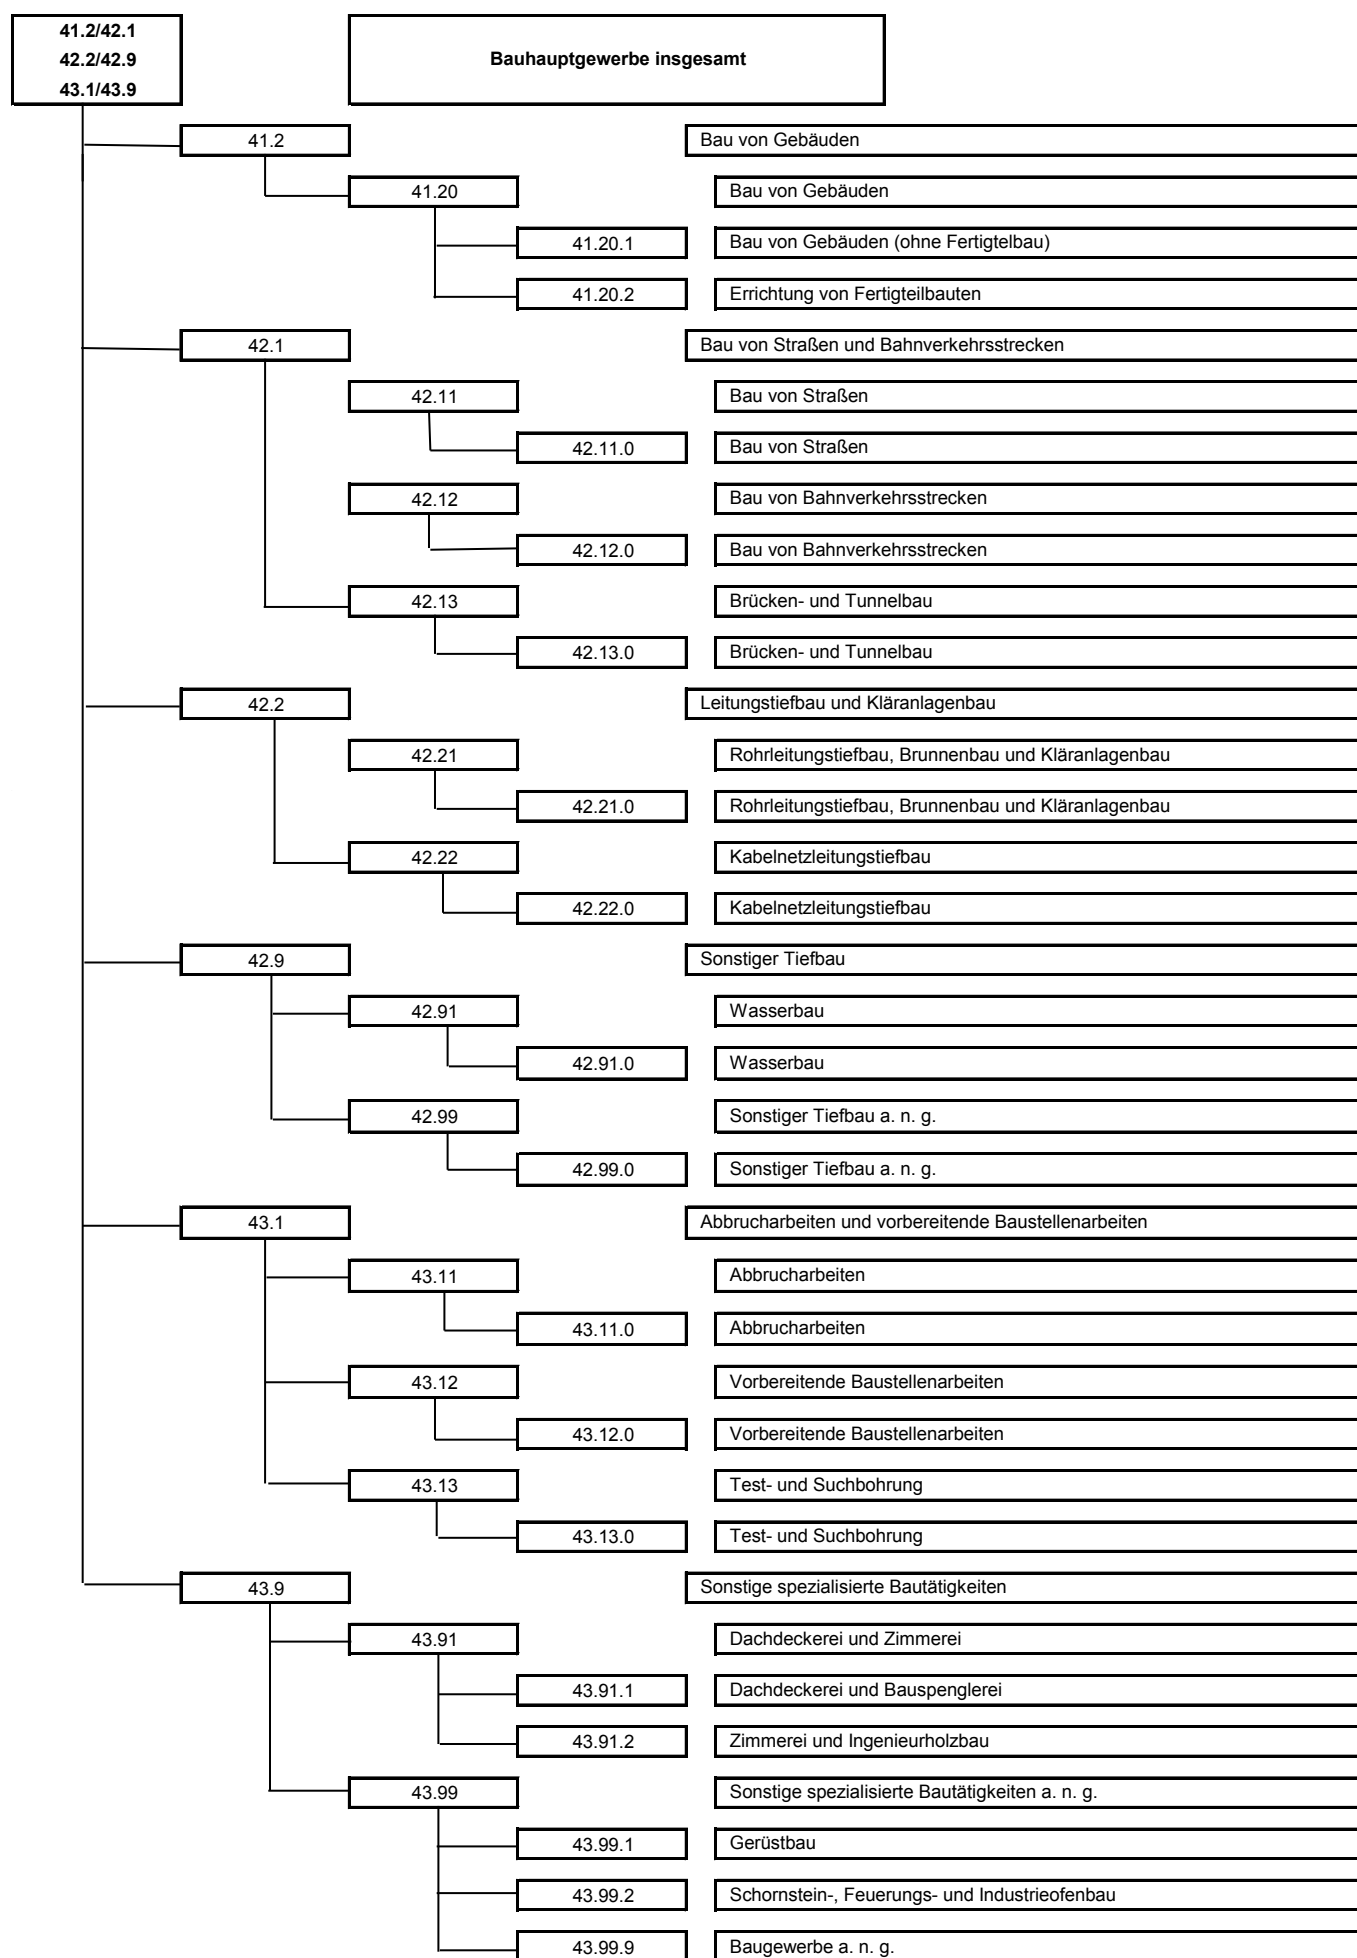 41.2/42.1
42.2/42.9
43.1/43.9
Bauhauptgewerbe insgesamt
41.2 Bau von Gebäuden
41.20 Bau von Gebäuden
41.20.1 Bau von Gebäuden (ohne Fertigtelbau)
41.20.2 Errichtung von Fertigteilbauten
42.1 Bau von Straßen und Bahnverkehrsstrecken
42.11 Bau von Straßen
42.11.0 Bau von Straßen
42.12 Bau von Bahnverkehrsstrecken
42.12.0 Bau von Bahnverkehrsstrecken
42.13 Brücken- und Tunnelbau
42.13.0 Brücken- und Tunnelbau
42.2 Leitungstiefbau und Kläranlagenbau
42.21 Rohrleitungstiefbau, Brunnenbau und Kläranlagenbau
42.21.0 Rohrleitungstiefbau, Brunnenbau und Kläranlagenbau
42.22 Kabelnetzleitungstiefbau
42.22.0 Kabelnetzleitungstiefbau
42.9 Sonstiger Tiefbau
42.91 Wasserbau
42.91.0 Wasserbau
42.99 Sonstiger Tiefbau a. n. g.
42.99.0 Sonstiger Tiefbau a. n. g.
43.1 Abbrucharbeiten und vorbereitende Baustellenarbeiten
43.11 Abbrucharbeiten
43.11.0 Abbrucharbeiten
43.12 Vorbereitende Baustellenarbeiten
43.12.0 Vorbereitende Baustellenarbeiten
43.13 Test- und Suchbohrung
43.13.0 Test- und Suchbohrung
43.9 Sonstige spezialisierte Bautätigkeiten
43.91 Dachdeckerei und Zimmerei
43.91.1 Dachdeckerei und Bauspenglerei
43.91.2 Zimmerei und Ingenieurholzbau
43.99 Sonstige spezialisierte Bautätigkeiten a. n. g.
43.99.1 Gerüstbau
43.99.2 Schornstein-, Feuerungs- und Industrieofenbau
43.99.9 Baugewerbe a. n. g.